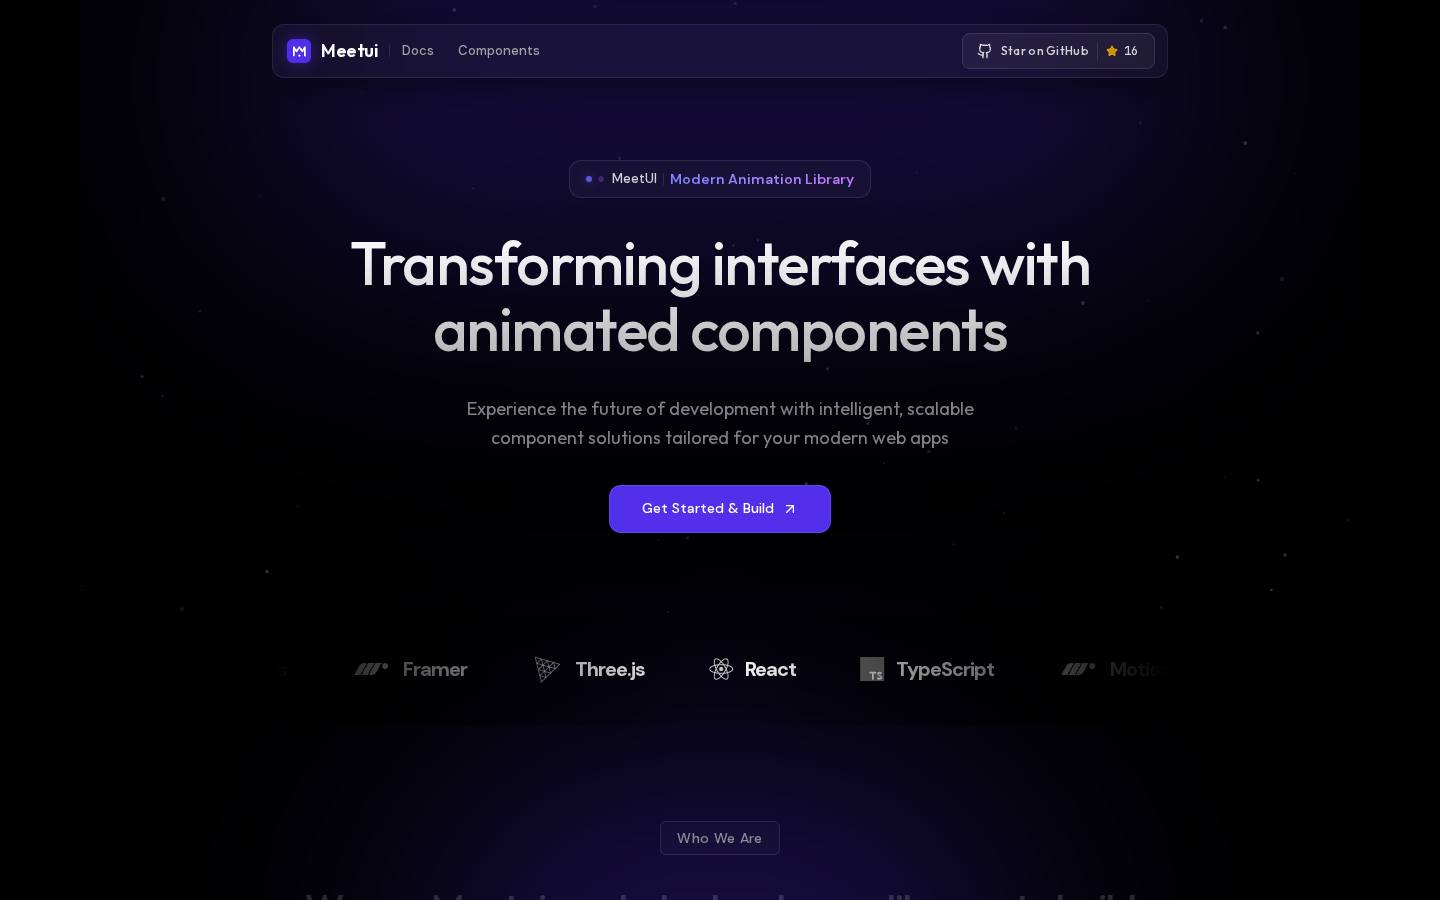 Meetui
Docs
Components
Star on GitHub
16
MeetUI
Modern Animation Library
Transforming interfaces with
animated components
Experience the future of development with intelligent, scalable
component solutions tailored for your modern web apps
Get Started & Build
Framer
Three.js
React
TS
TypeScript
Who We Are